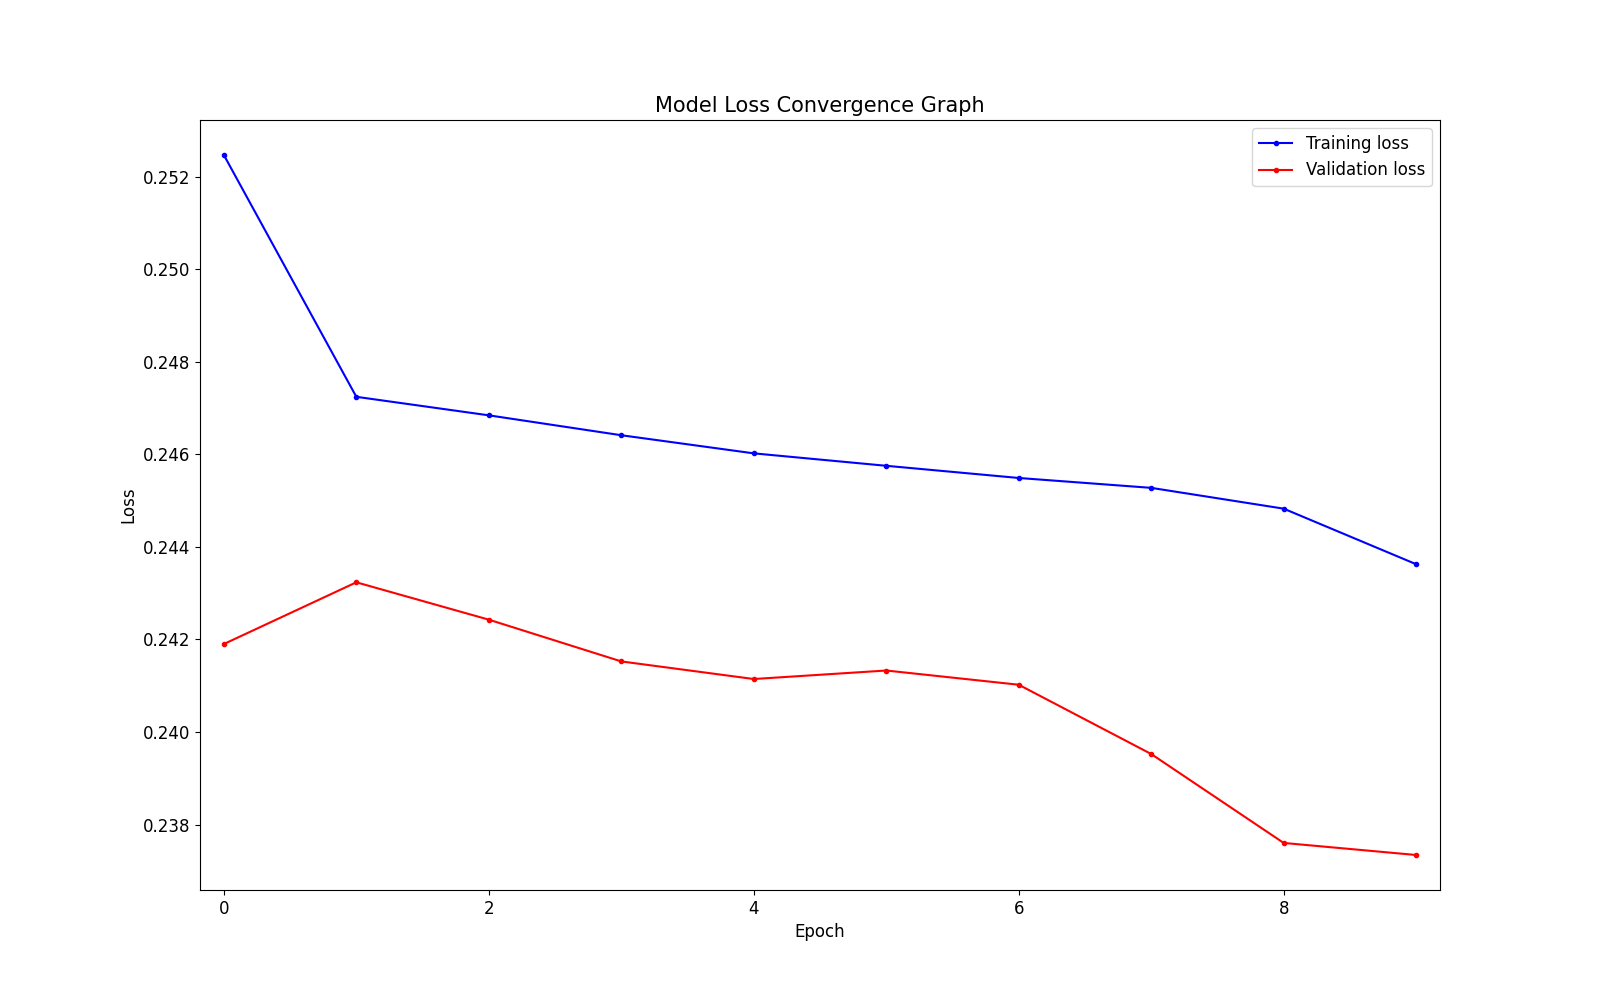 Model Loss Convergence Graph
Training loss
Validation loss
0.252
0.250
0.248
0.246
0.244
0.242
0.240
0.238
Loss
0 2 4 6 8
Epoch